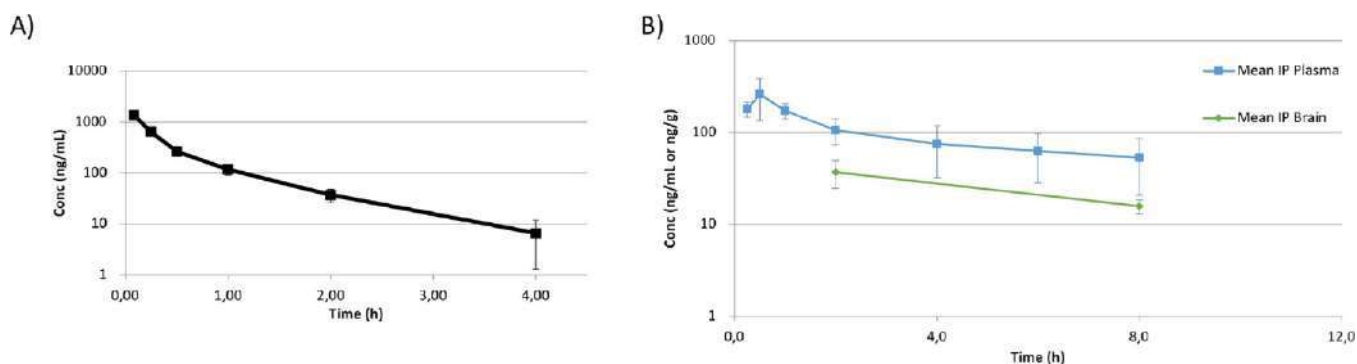 A)
10000
1000
100
10
1
Conc (ng/mL)
0,00
1,00
2,00
3,00
4,00
Time (h)
B)
1000
100
10
1
Conc (ng/mL or ng/g)
0,0
4,0
8,0
12,0
Time (h)
Mean IP Plasma
Mean IP Brain